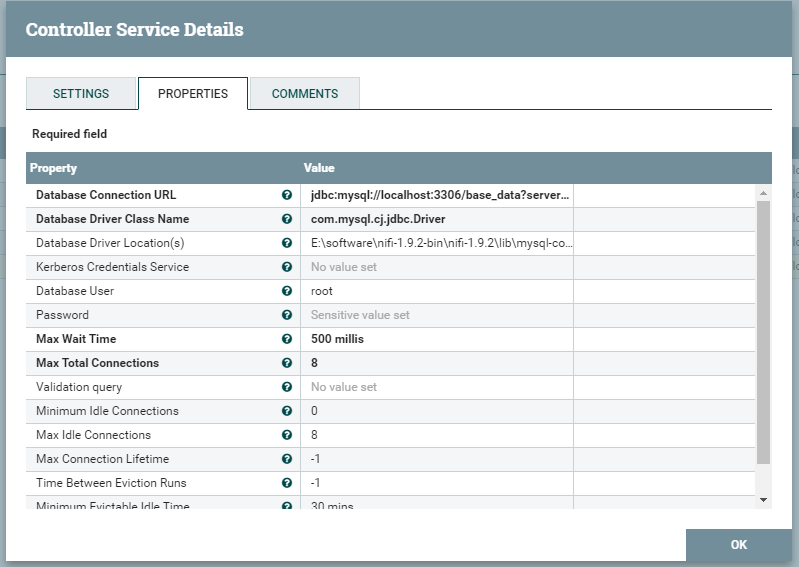 Controller Service Details
SETTINGS PROPERTIES COMMENTS
Required field
Property Value
Database Connection URL jdbc:mysql://localhost:3306/base_data?server...
Database Driver Class Name com.mysql.cj.jdbc.Driver
Database Driver Location(s) E:\software\nifi-1.9.2-bin\nifi-1.9.2\lib\mysql-co...
Kerberos Credentials Service No value set
Database User root
Password Sensitive value set
Max Wait Time 500 millis
Max Total Connections 8
Validation query No value set
Minimum Idle Connections 0
Max Idle Connections 8
Max Connection Lifetime -1
Time Between Eviction Runs -1
Minimum Evictable Idle Time 30 mins
OK